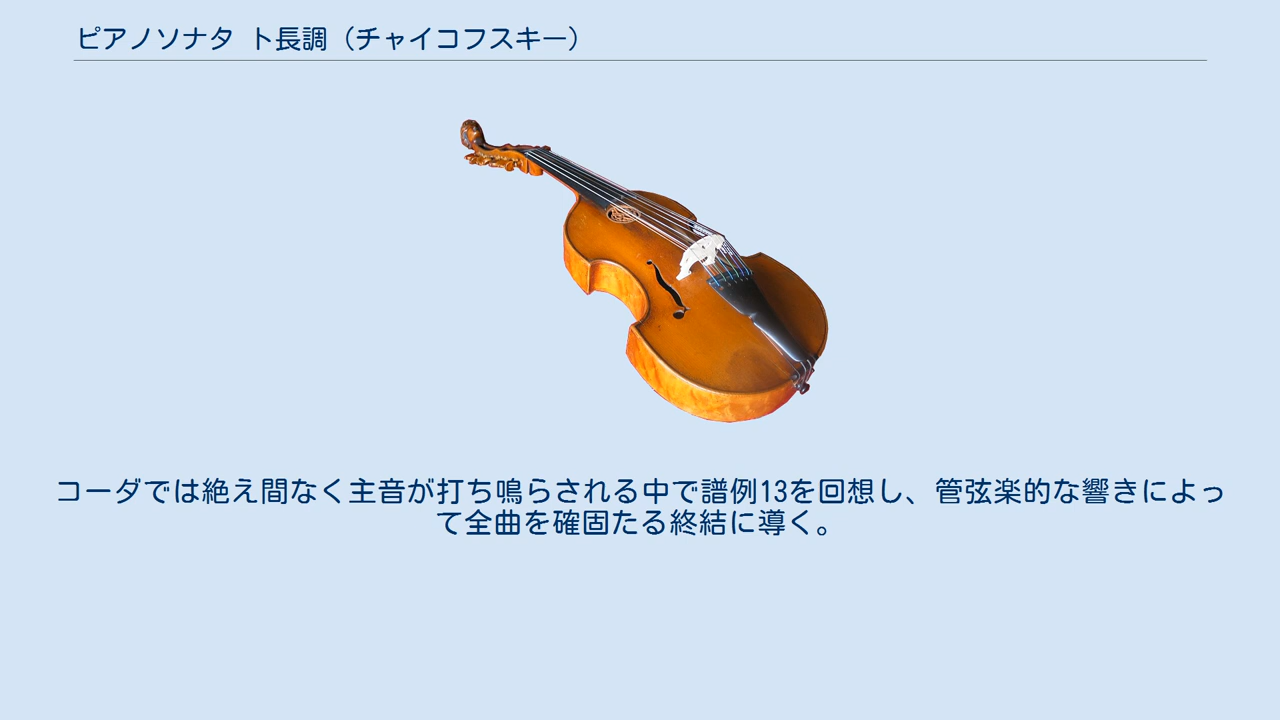 ピアノソナタ ト長調（チャイコフスキー）
コーダでは絶え間なく主音が打ち鳴らされる中で譜例13を回想し、管弦楽的な響きによっ
て全曲を確固たる終結に導く。